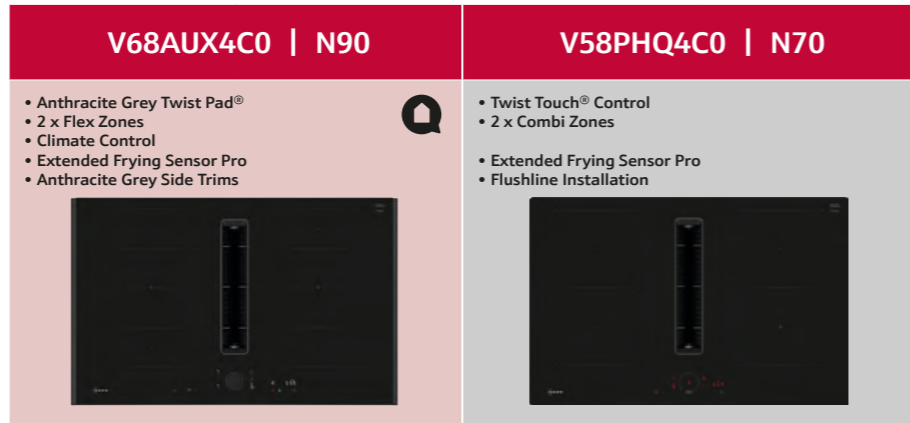 V68AUX4C0 | N90
• Anthracite Grey Twist Pad®
• 2 x Flex Zones
• Climate Control
• Extended Frying Sensor Pro
• Anthracite Grey Side Trims
V58PHQ4C0 | N70
• Twist Touch® Control
• 2 x Combi Zones
• Extended Frying Sensor Pro
• Flushline Installation